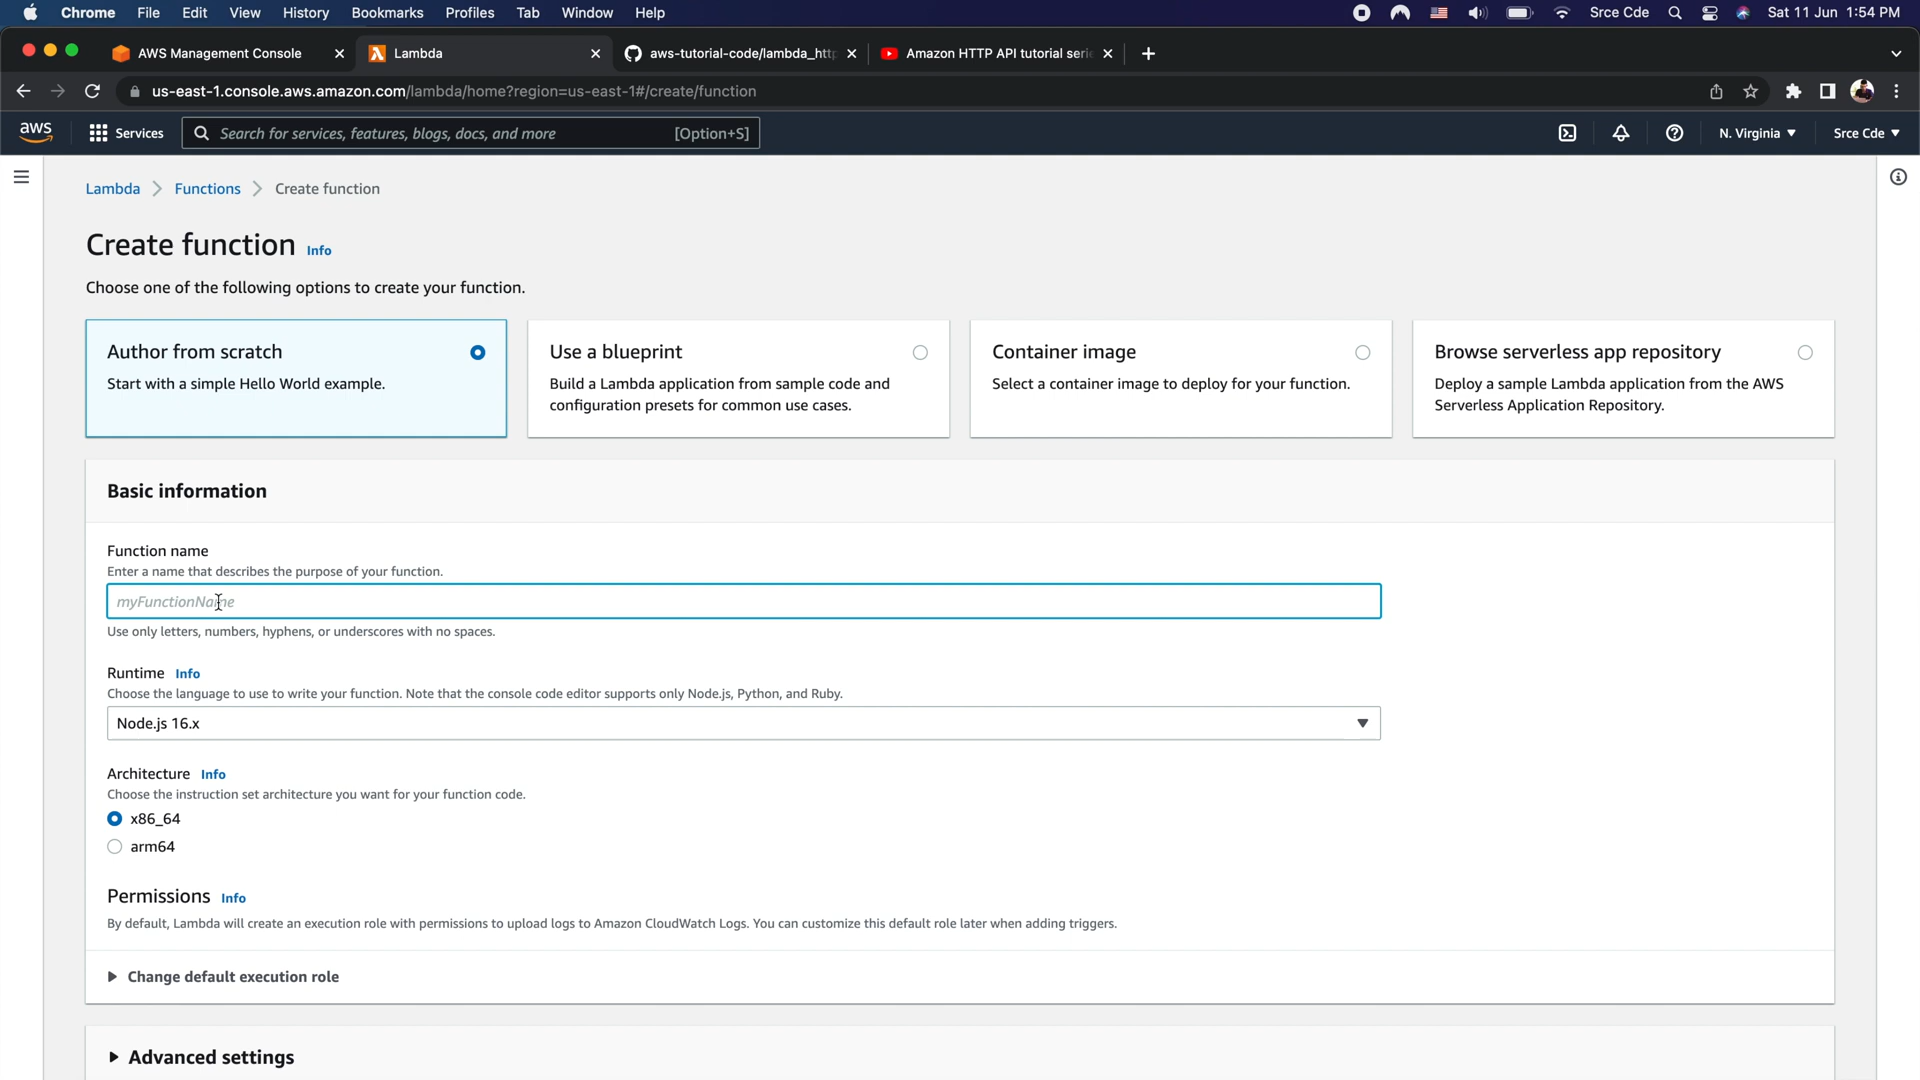 Chrome File Edit View History Bookmarks Profiles Tab Window Help Srce Cde Sat 11 Jun 1:54 PM
AWS Management Console Lambda aws-tutorial-code/lambda_http Amazon HTTP API tutorial serie
us-east-1.console.aws.amazon.com/lambda/home?region=us-east-1#/create/function
aws Services Search for services, features, blogs, docs, and more [Option+S] N. Virginia Srce Cde
Lambda Functions Create function
Create function Info
Choose one of the following options to create your function.
Author from scratch
Start with a simple Hello World example.
Use a blueprint
Build a Lambda application from sample code and
configuration presets for common use cases.
Container image
Select a container image to deploy for your function.
Browse serverless app repository
Deploy a sample Lambda application from the AWS
Serverless Application Repository.
Basic information
Function name
Enter a name that describes the purpose of your function.
myFunctionName
Use only letters, numbers, hyphens, or underscores with no spaces.
Runtime Info
Choose the language to use to write your function. Note that the console code editor supports only Node.js, Python, and Ruby.
Node.js 16.x
Architecture Info
Choose the instruction set architecture you want for your function code.
x86_64
arm64
Permissions Info
By default, Lambda will create an execution role with permissions to upload logs to Amazon CloudWatch Logs. You can customize this default role later when adding triggers.
Change default execution role
Advanced settings